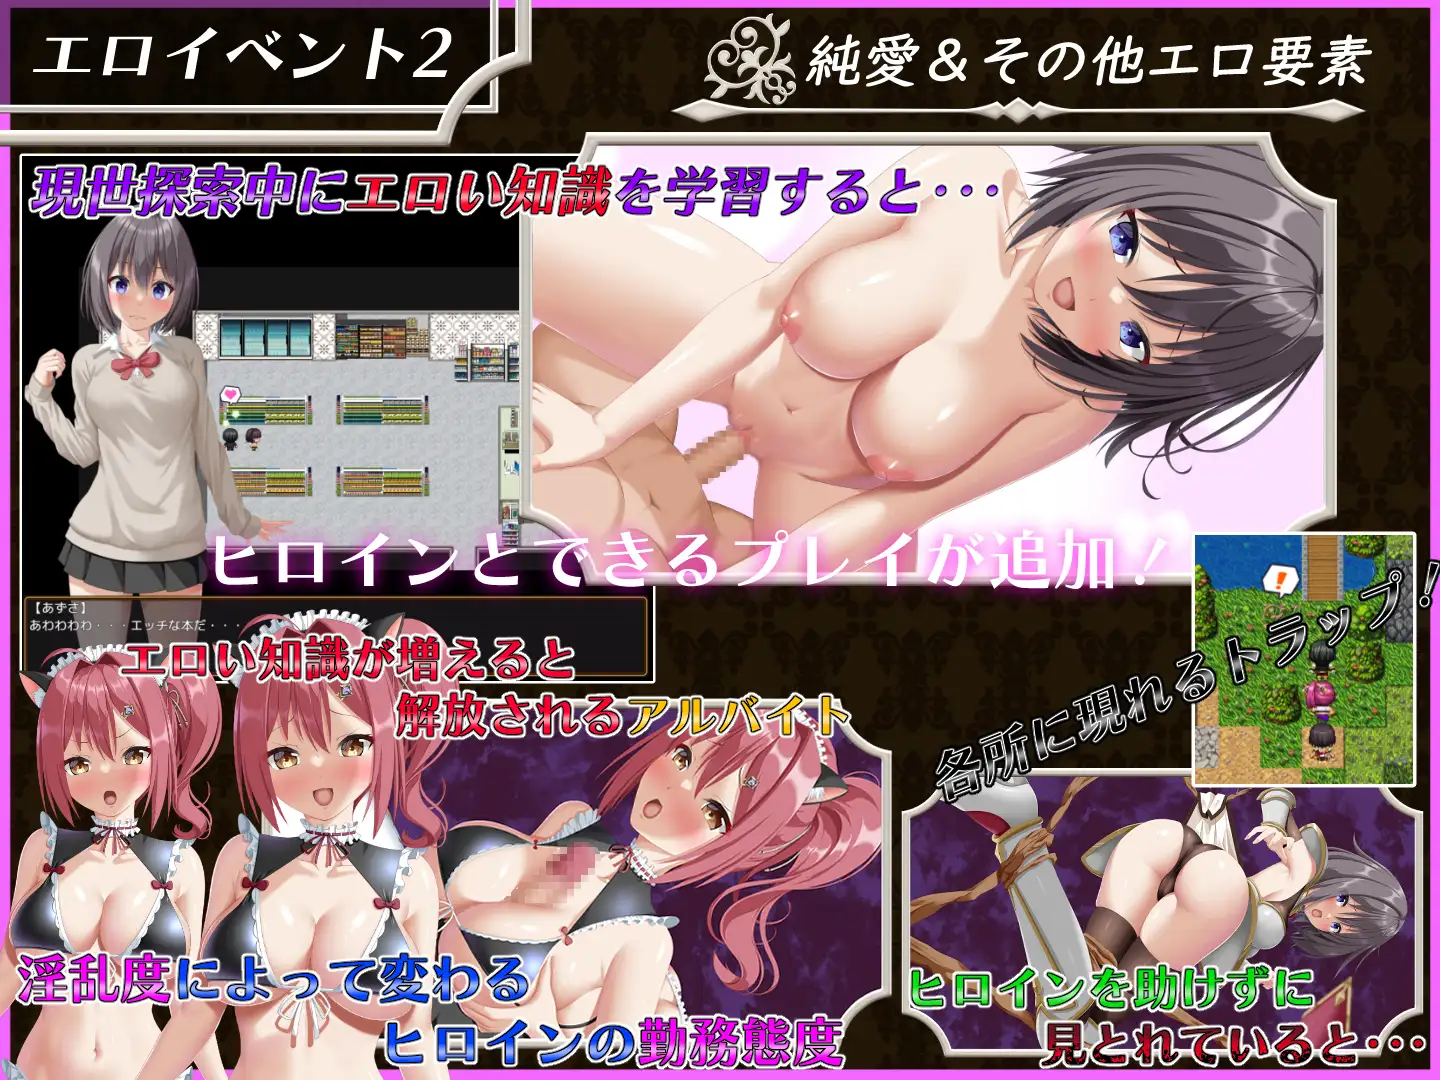 エロイベント2
純愛＆その他エロ要素
現世探索中にエロい知識を学習すると･･･
ヒロインとできるプレイが追加！
【あずさ】
あわわわわ・・・エッチな本だ・・・
エロい知識が増えると
解放されるアルバイト
各所に現れるトラップ！
淫乱度によって変わる
ヒロインの勤務態度
ヒロインを助けずに
見とれていると･･･